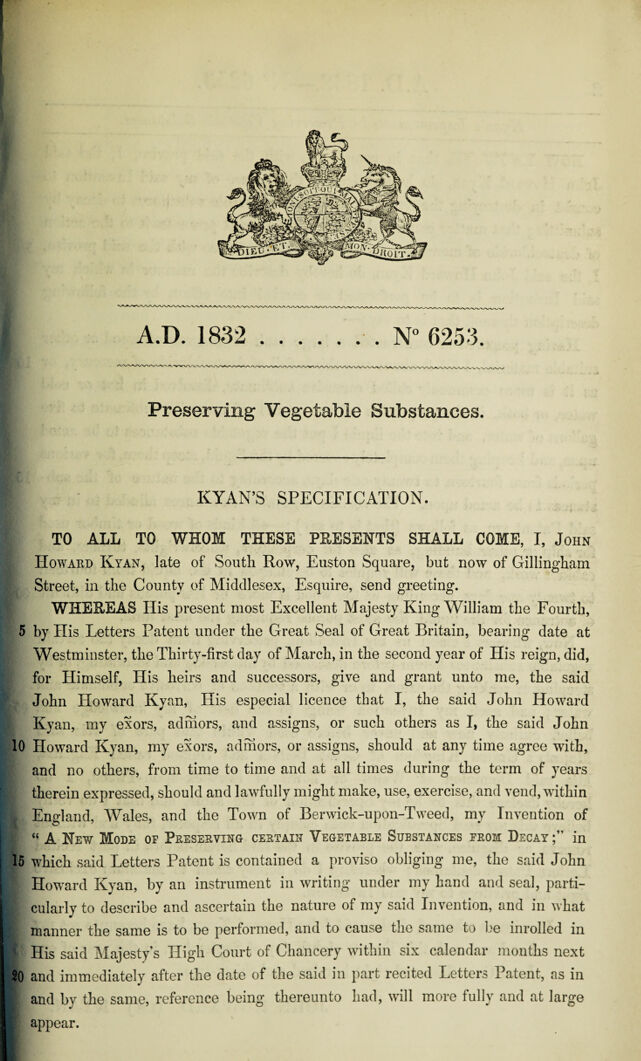 HONI SOIT QUI MAL
DIEU · ET · MON · DROIT.
A.D. 1832 . . . . . . . N° 6253.
Preserving Vegetable Substances.
KYAN'S SPECIFICATION.
TO ALL TO WHOM THESE PRESENTS SHALL COME, I, JOHN
HOWARD KYAN, late of South Row, Euston Square, but now of Gillingham
Street, in the County of Middlesex, Esquire, send greeting.
WHEREAS His present most Excellent Majesty King William the Fourth,
5 by His Letters Patent under the Great Seal of Great Britain, bearing date at
Westminster, the Thirty-first day of March, in the second year of His reign, did,
for Himself, His heirs and successors, give and grant unto me, the said
John Howard Kyan, His especial licence that I, the said John Howard
Kyan, my exors, admors, and assigns, or such others as I, the said John
10 Howard Kyan, my exors, admors, or assigns, should at any time agree with,
and no others, from time to time and at all times during the term of years
therein expressed, should and lawfully might make, use, exercise, and vend, within
England, Wales, and the Town of Berwick-upon-Tweed, my Invention of
“ A NEW MODE OF PRESERVING CERTAIN VEGETABLE SUBSTANCES FROM DECAY ;” in
15 which said Letters Patent is contained a proviso obliging me, the said John
Howard Kyan, by an instrument in writing under my hand and seal, parti-
cularly to describe and ascertain the nature of my said Invention, and in what
manner the same is to be performed, and to cause the same to be inrolled in
His said Majesty's High Court of Chancery within six calendar months next
20 and immediately after the date of the said in part recited Letters Patent, as in
and by the same, reference being thereunto had, will more fully and at large
appear.